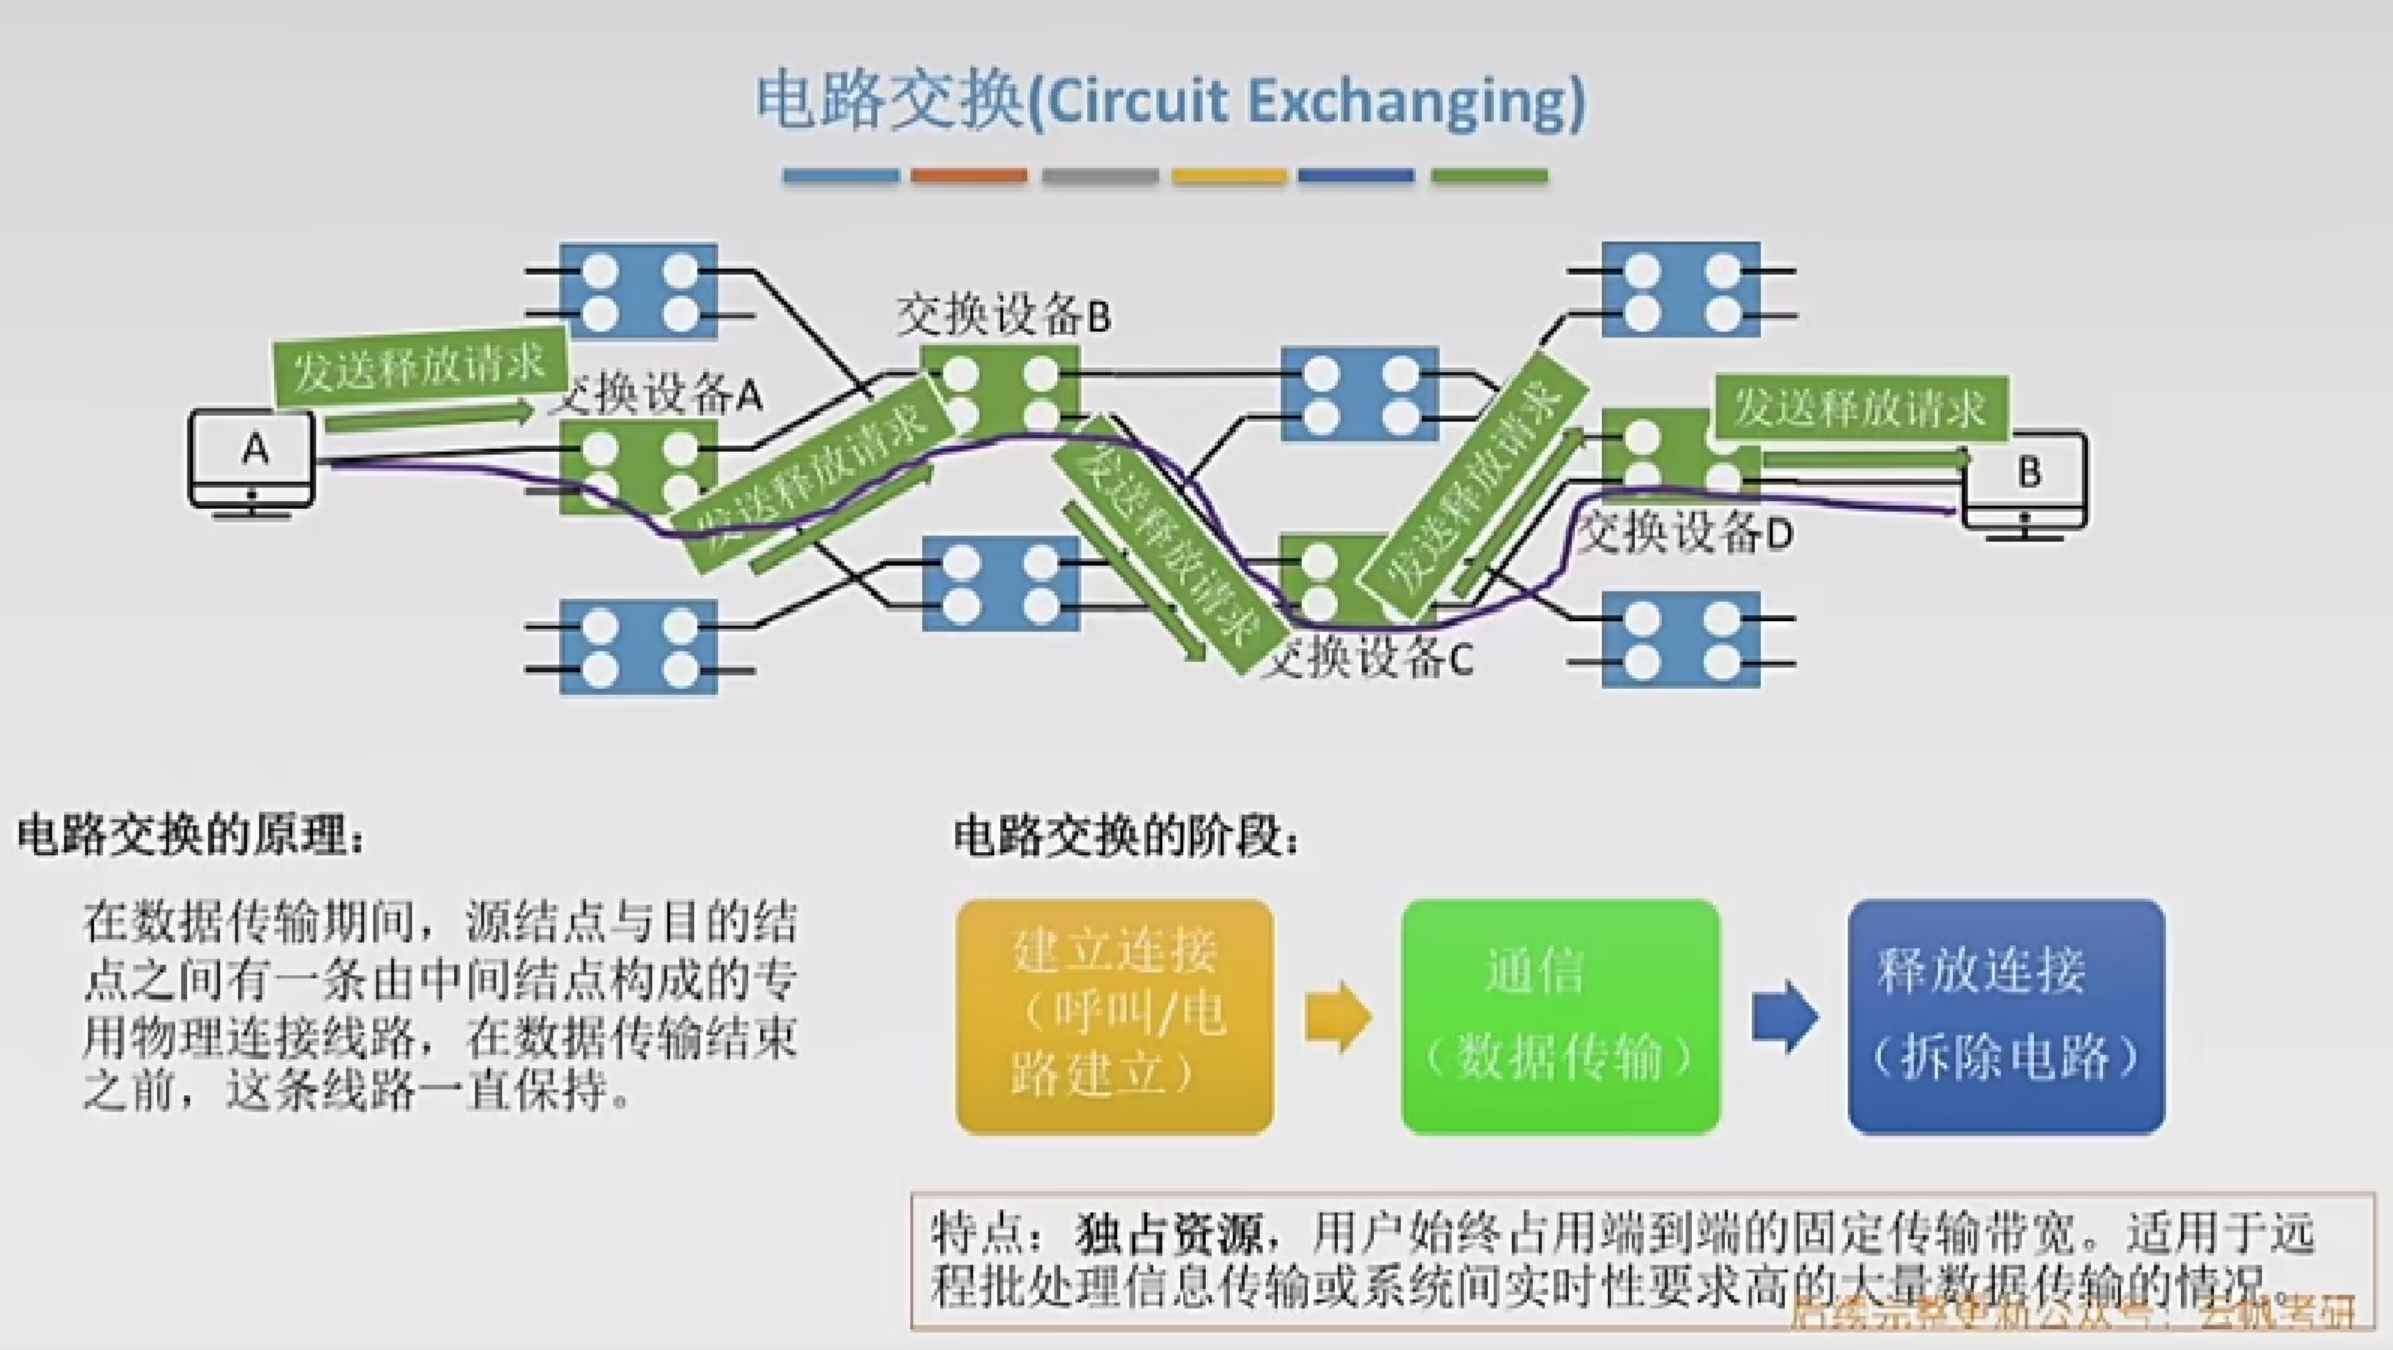 电路交换(Circuit Exchanging)
交换设备B
发送释放请求
交换设备A
发送释放请求
A
发送释放请求
发送释放请求
发送释放请求
B
交换设备D
交换设备C
电路交换的原理：
在数据传输期间，源结点与目的结
点之间有一条由中间结点构成的专
用物理连接线路，在数据传输结束
之前，这条线路一直保持。
电路交换的阶段：
建立连接
（呼叫/电
路建立）
通信
（数据传输）
释放连接
（拆除电路）
特点：独占资源，用户始终占用端到端的固定传输带宽。适用于远
程批处理信息传输或系统间实时性要求高的大量数据传输的情况。
后续完整更新公众号：云帆考研